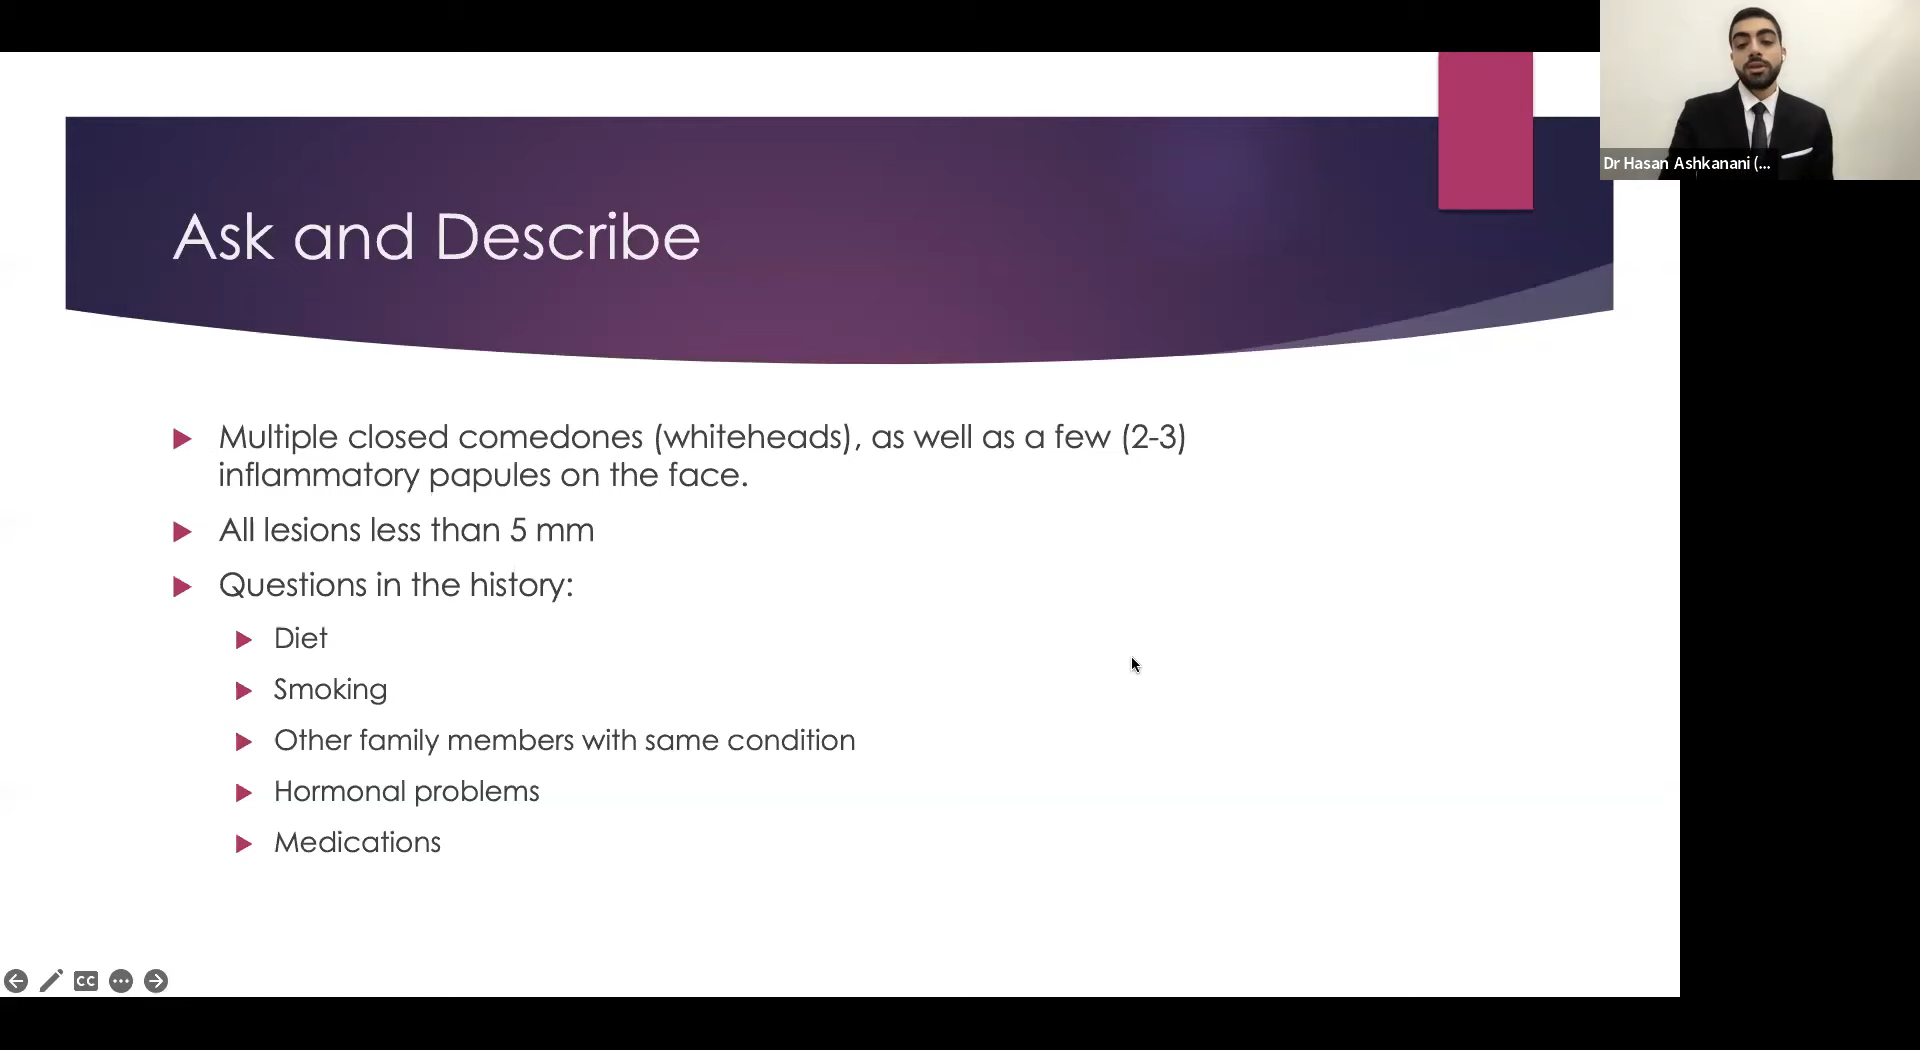 Ask and Describe
Multiple closed comedones (whiteheads), as well as a few (2-3)
inflammatory papules on the face.
All lesions less than 5 mm
Questions in the history:
Diet
Smoking
Other family members with same condition
Hormonal problems
Medications
Dr Hasan Ashkanani (...
CC